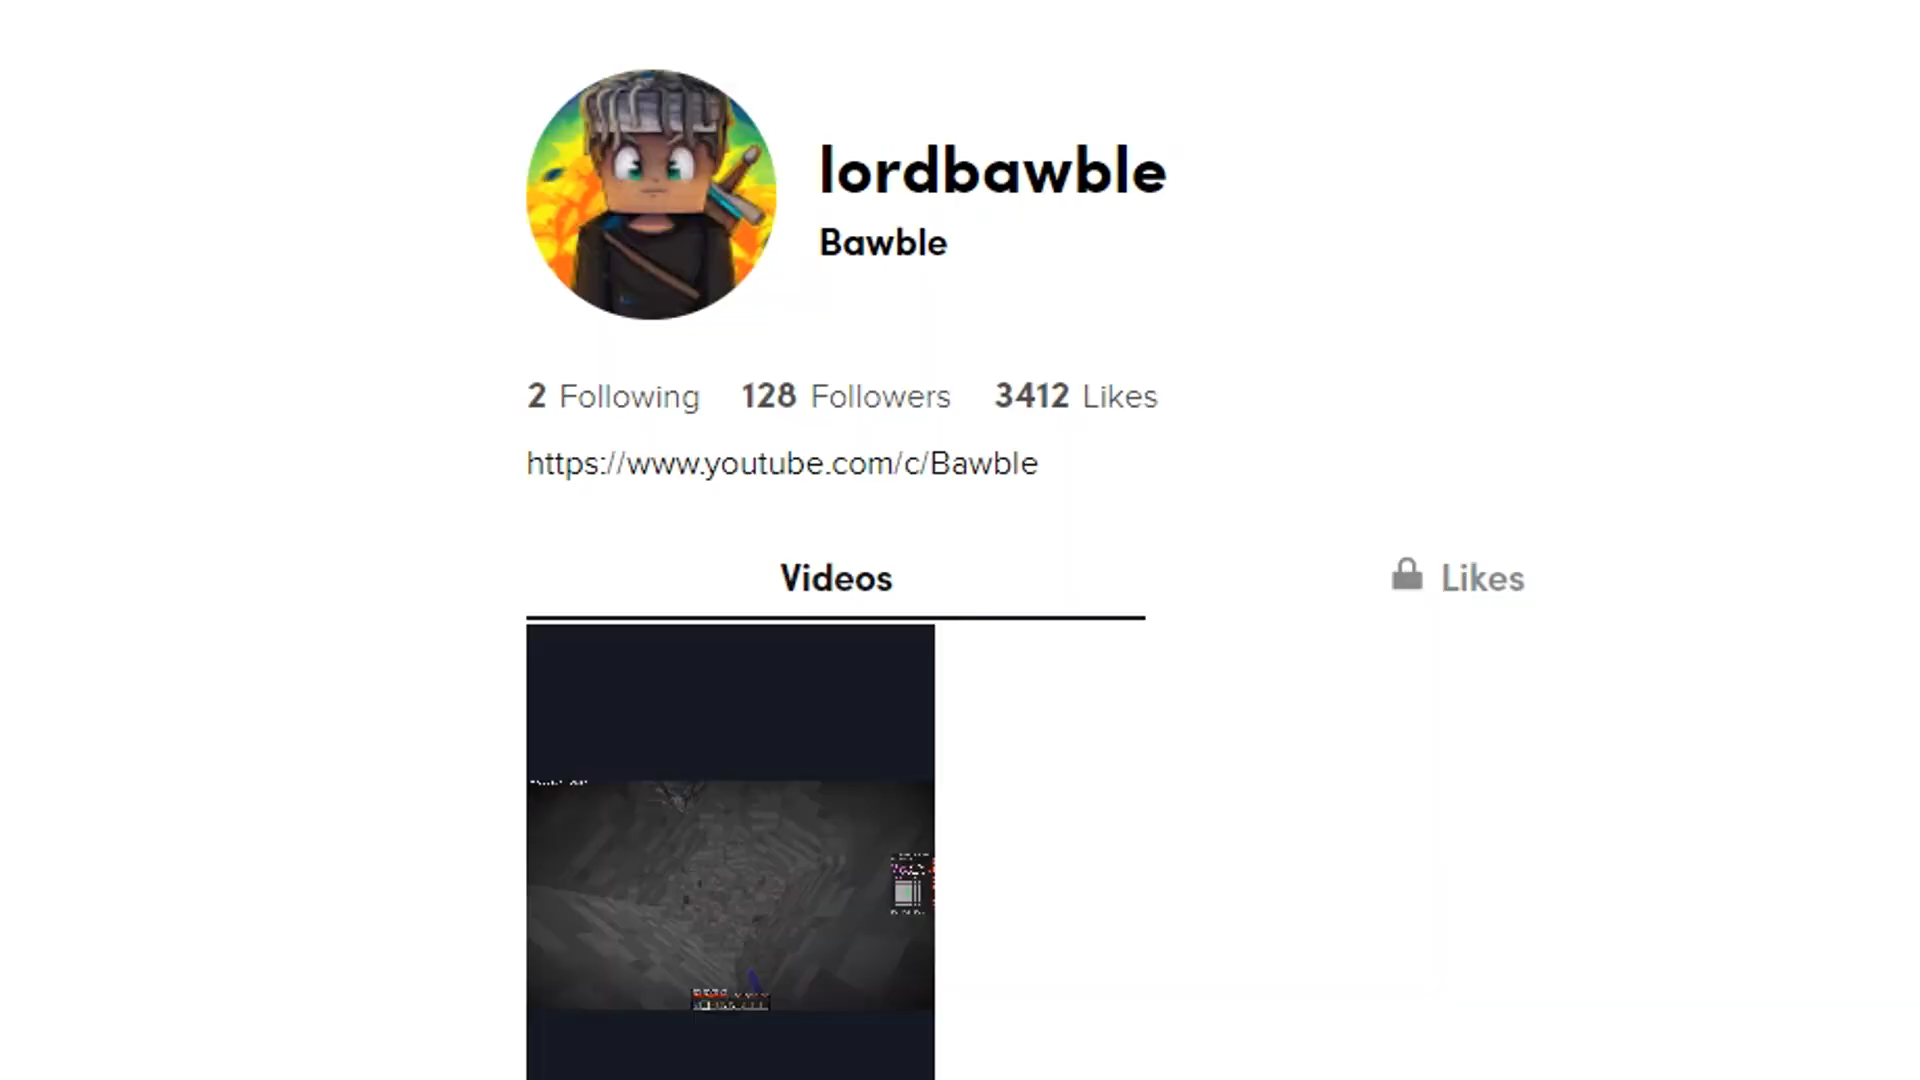 lordbawble
Bawble
2 Following 128 Followers 3412 Likes
https://www.youtube.com/c/Bawble
Videos Likes